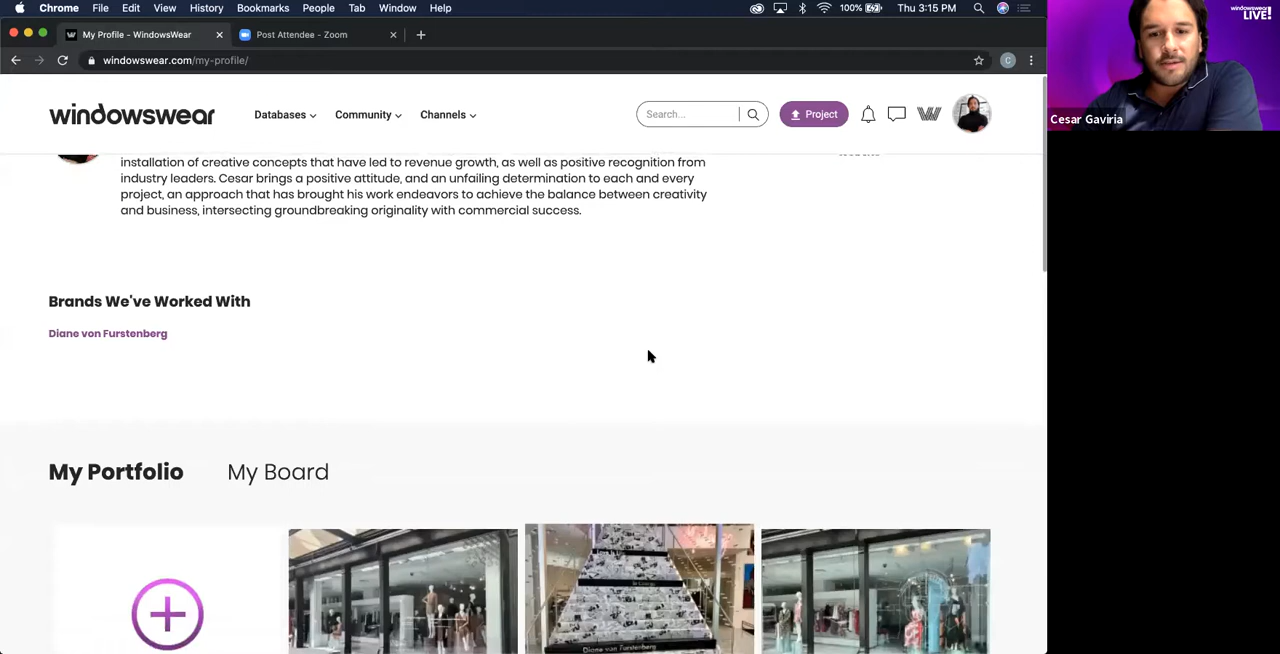 Chrome File Edit View History Bookmarks People Tab Window Help 100% Thu 3:15 PM
My Profile - WindowsWear Post Attendee - Zoom
windowswear.com/my-profile/
windowswear
LIVE!
Cesar Gaviria
windowswear Databases Community Channels Search... Project
installation of creative concepts that have led to revenue growth, as well as positive recognition from
industry leaders. Cesar brings a positive attitude, and an unfailing determination to each and every
project, an approach that has brought his work endeavors to achieve the balance between creativity
and business, intersecting groundbreaking originality with commercial success.
Brands We've Worked With
Diane von Furstenberg
My Portfolio My Board
Diane von Furstenberg